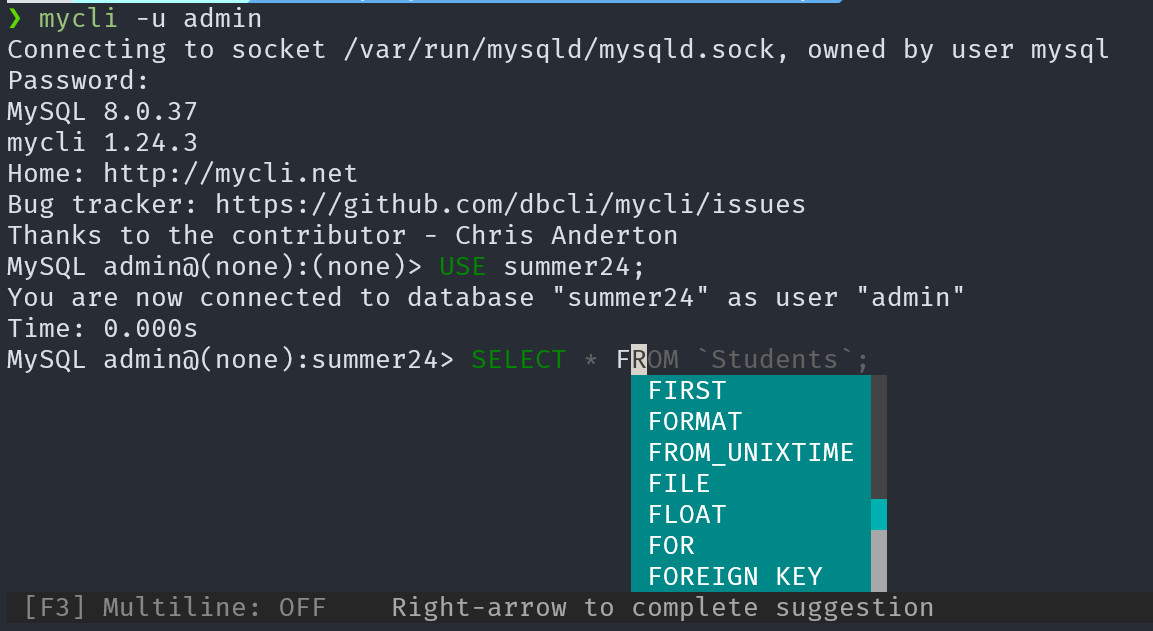 ❯ mycli -u admin
Connecting to socket /var/run/mysqld/mysqld.sock, owned by user mysql
Password:
MySQL 8.0.37
mycli 1.24.3
Home: http://mycli.net
Bug tracker: https://github.com/dbcli/mycli/issues
Thanks to the contributor - Chris Anderton
MySQL admin@(none):(none)> USE summer24;
You are now connected to database "summer24" as user "admin"
Time: 0.000s
MySQL admin@(none):summer24> SELECT * FROM `Students`;
FIRST
FORMAT
FROM_UNIXTIME
FILE
FLOAT
FOR
FOREIGN KEY
[F3] Multiline: OFF    Right-arrow to complete suggestion